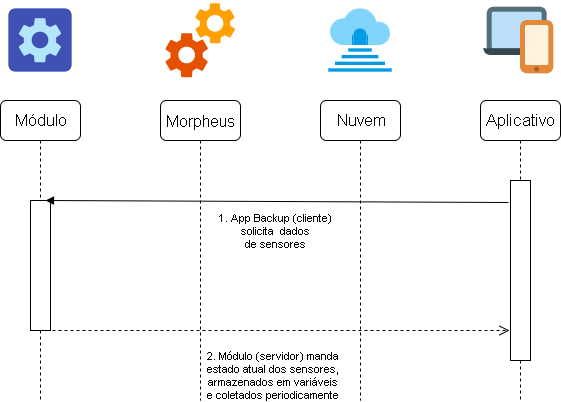 Módulo
Morpheus
Nuvem
Aplicativo
1. App Backup (cliente)
solicita dados
de sensores
2. Módulo (servidor) manda
estado atual dos sensores,
armazenados em variáveis
e coletados periodicamente